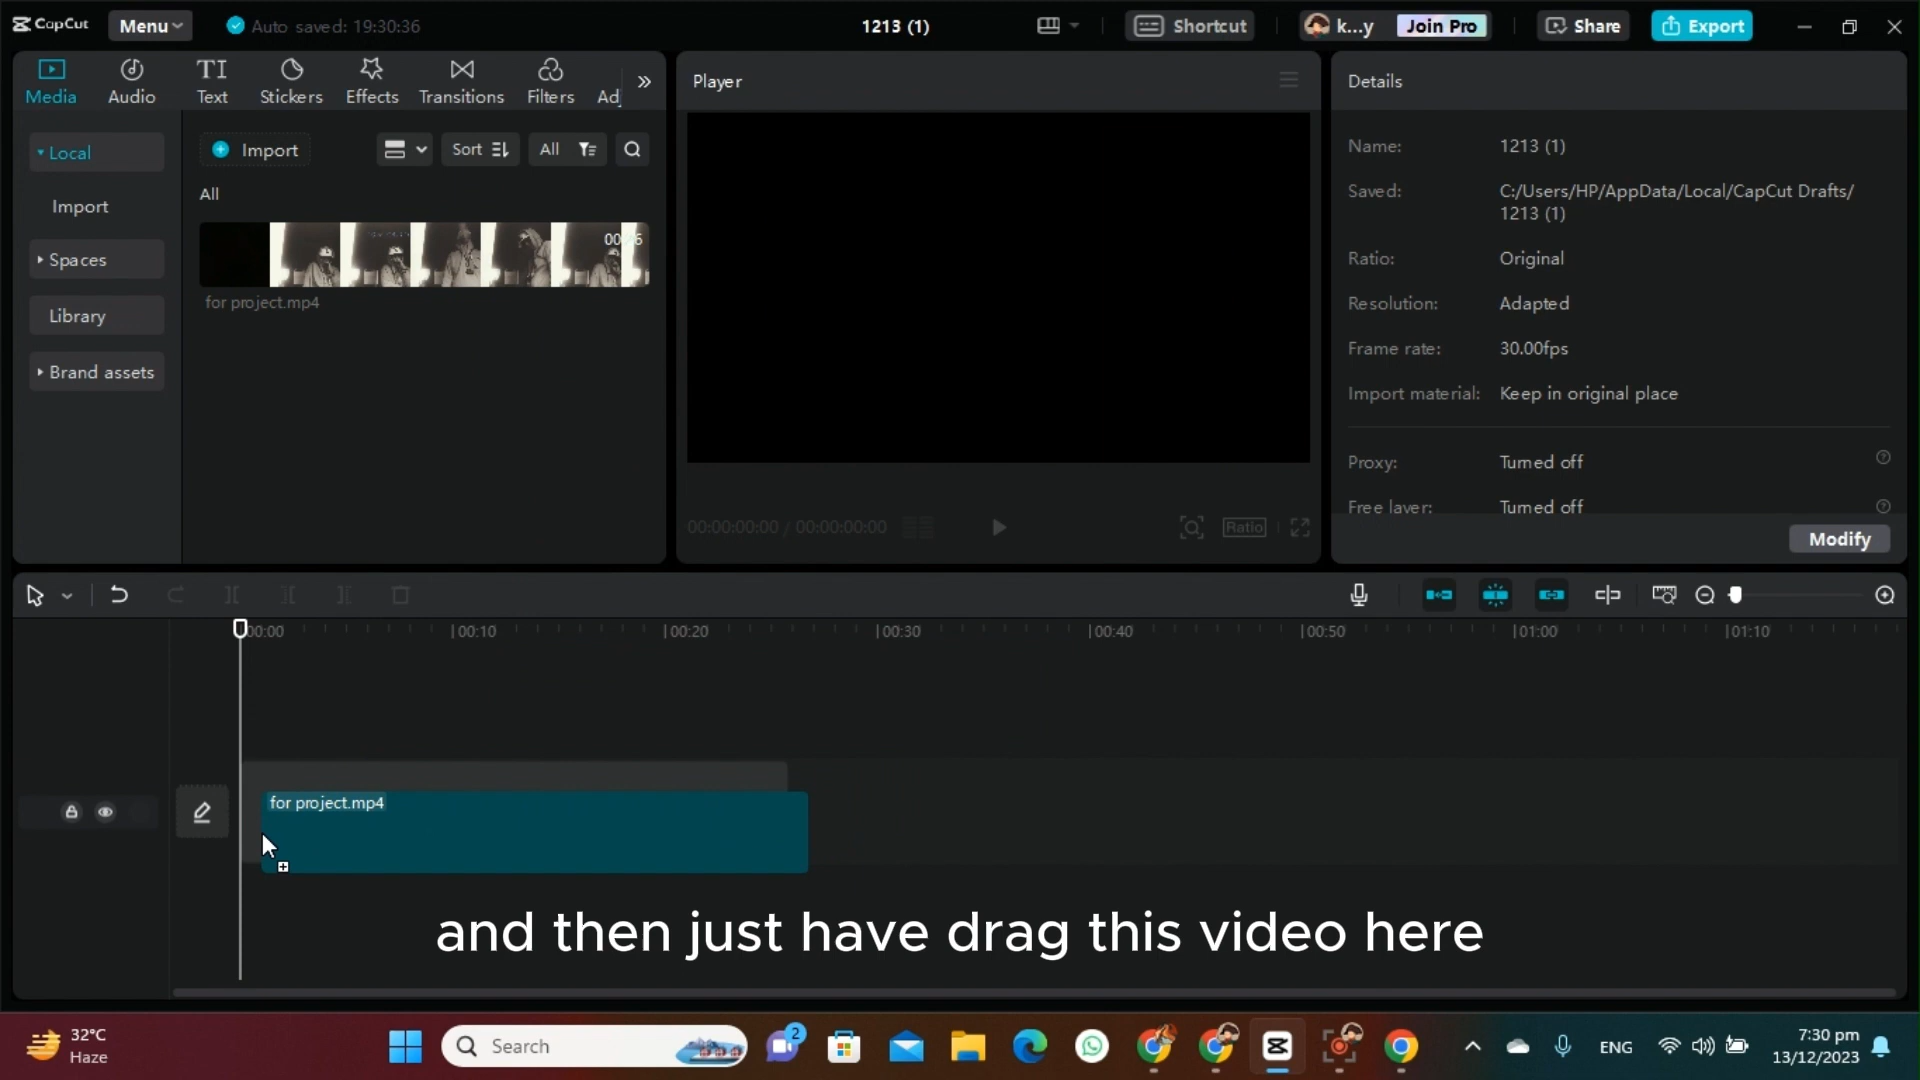 CapCut
Menu
Auto saved: 19:30:36
1213 (1)
Shortcut
k...y
Join Pro
Share
Export
Media
Audio
TI
Text
Stickers
Effects
Transitions
Filters
Adj
Player
Details
Local
Import
Sort
All
Import
All
Spaces
for project.mp4
Library
Brand assets
Name: 1213 (1)
Saved: C:/Users/HP/AppData/Local/CapCut Drafts/
1213 (1)
Ratio: Original
Resolution: Adapted
Frame rate: 30.00fps
Import material: Keep in original place
Proxy: Turned off
Free layer: Turned off
Modify
00:00:00:00 / 00:00:00:00
Ratio
00:00
00:10
00:20
00:30
00:40
00:50
01:00
01:10
for project.mp4
and then just have drag this video here
32°C
Haze
Search
2
ENG
7:30 pm
13/12/2023